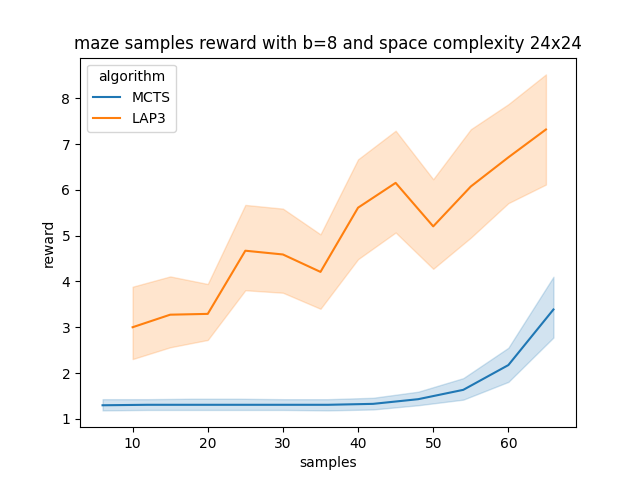 maze samples reward with b=8 and space complexity 24x24
algorithm
MCTS
LAP3
reward
8
7
6
5
4
3
2
1
10 20 30 40 50 60
samples